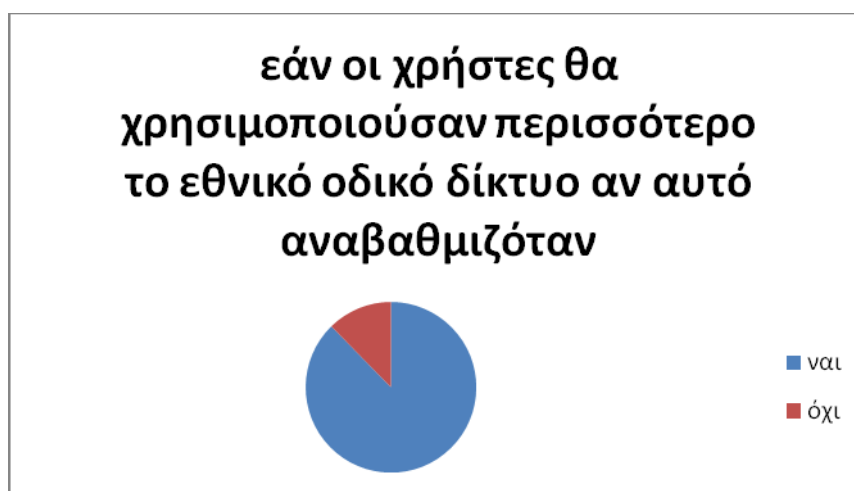 εάν οι χρήστες θα
χρησιμοποιούσαν περισσότερο
το εθνικό οδικό δίκτυο αν αυτό
αναβαθμιζόταν
ναι
όχι